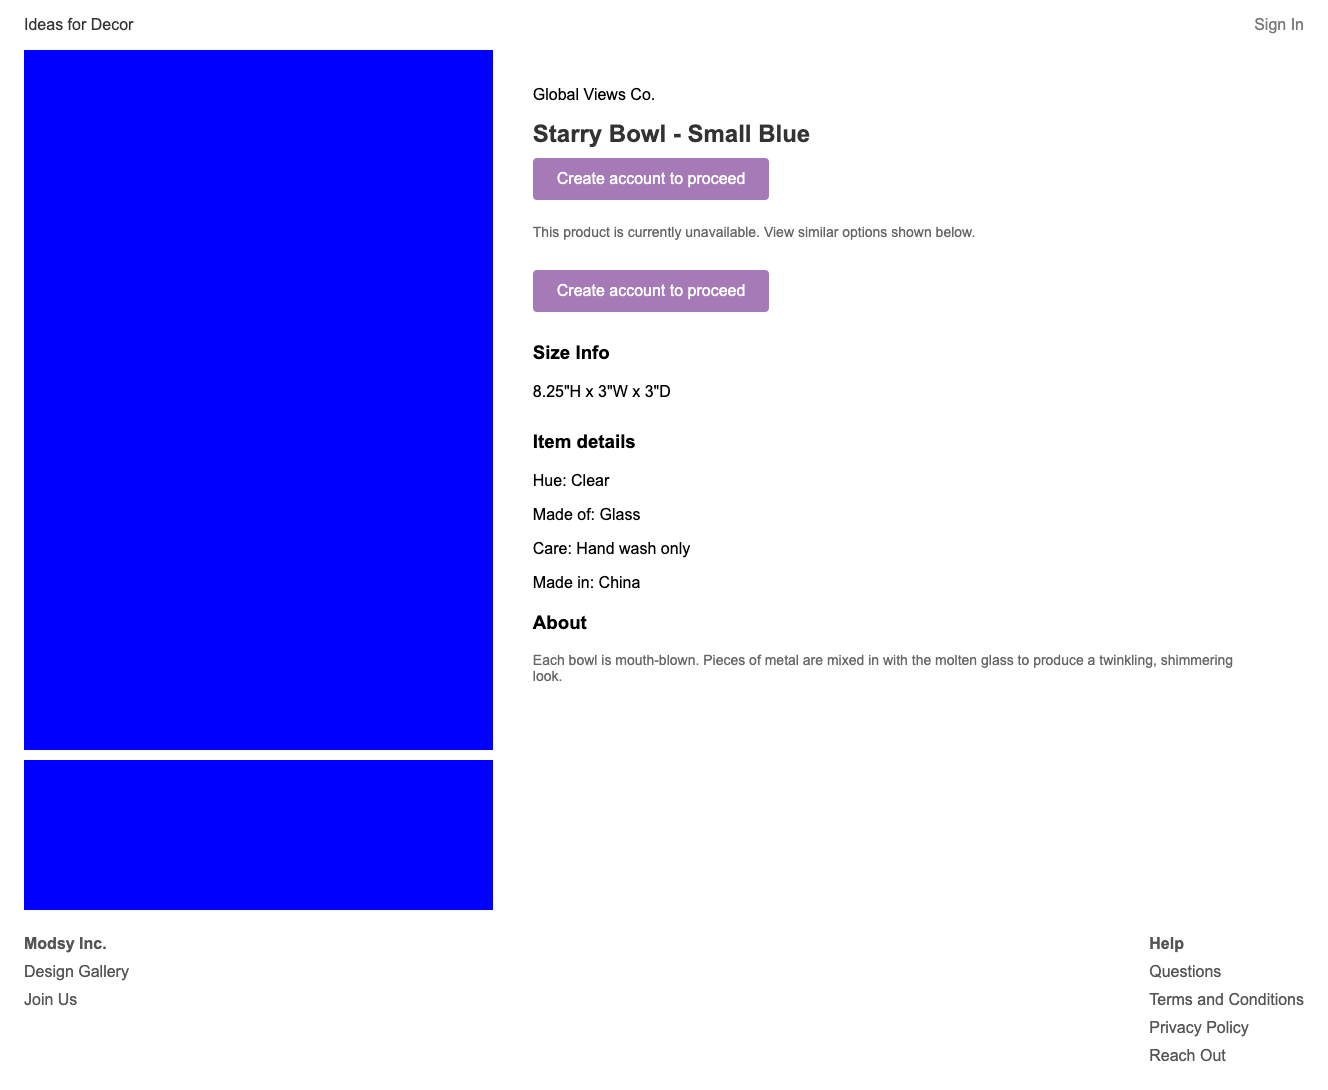 Ideas for Decor
Sign In
Global Views Co.
Starry Bowl - Small Blue
Create account to proceed
This product is currently unavailable. View similar options shown below.
Create account to proceed
Size Info
8.25"H x 3"W x 3"D
Item details
Hue: Clear
Made of: Glass
Care: Hand wash only
Made in: China
About
Each bowl is mouth-blown. Pieces of metal are mixed in with the molten glass to produce a twinkling, shimmering
look.
Modsy Inc.
Design Gallery
Join Us
Help
Questions
Terms and Conditions
Privacy Policy
Reach Out